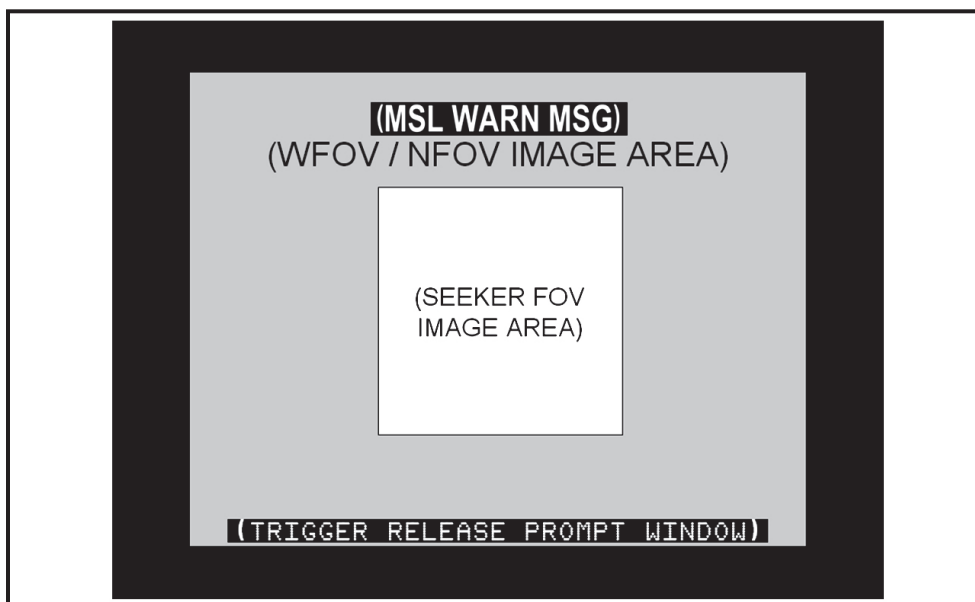 (MSL WARN MSG)
(WFOV / NFOV IMAGE AREA)
(SEEKER FOV
IMAGE AREA)
(TRIGGER RELEASE PROMPT WINDOW)